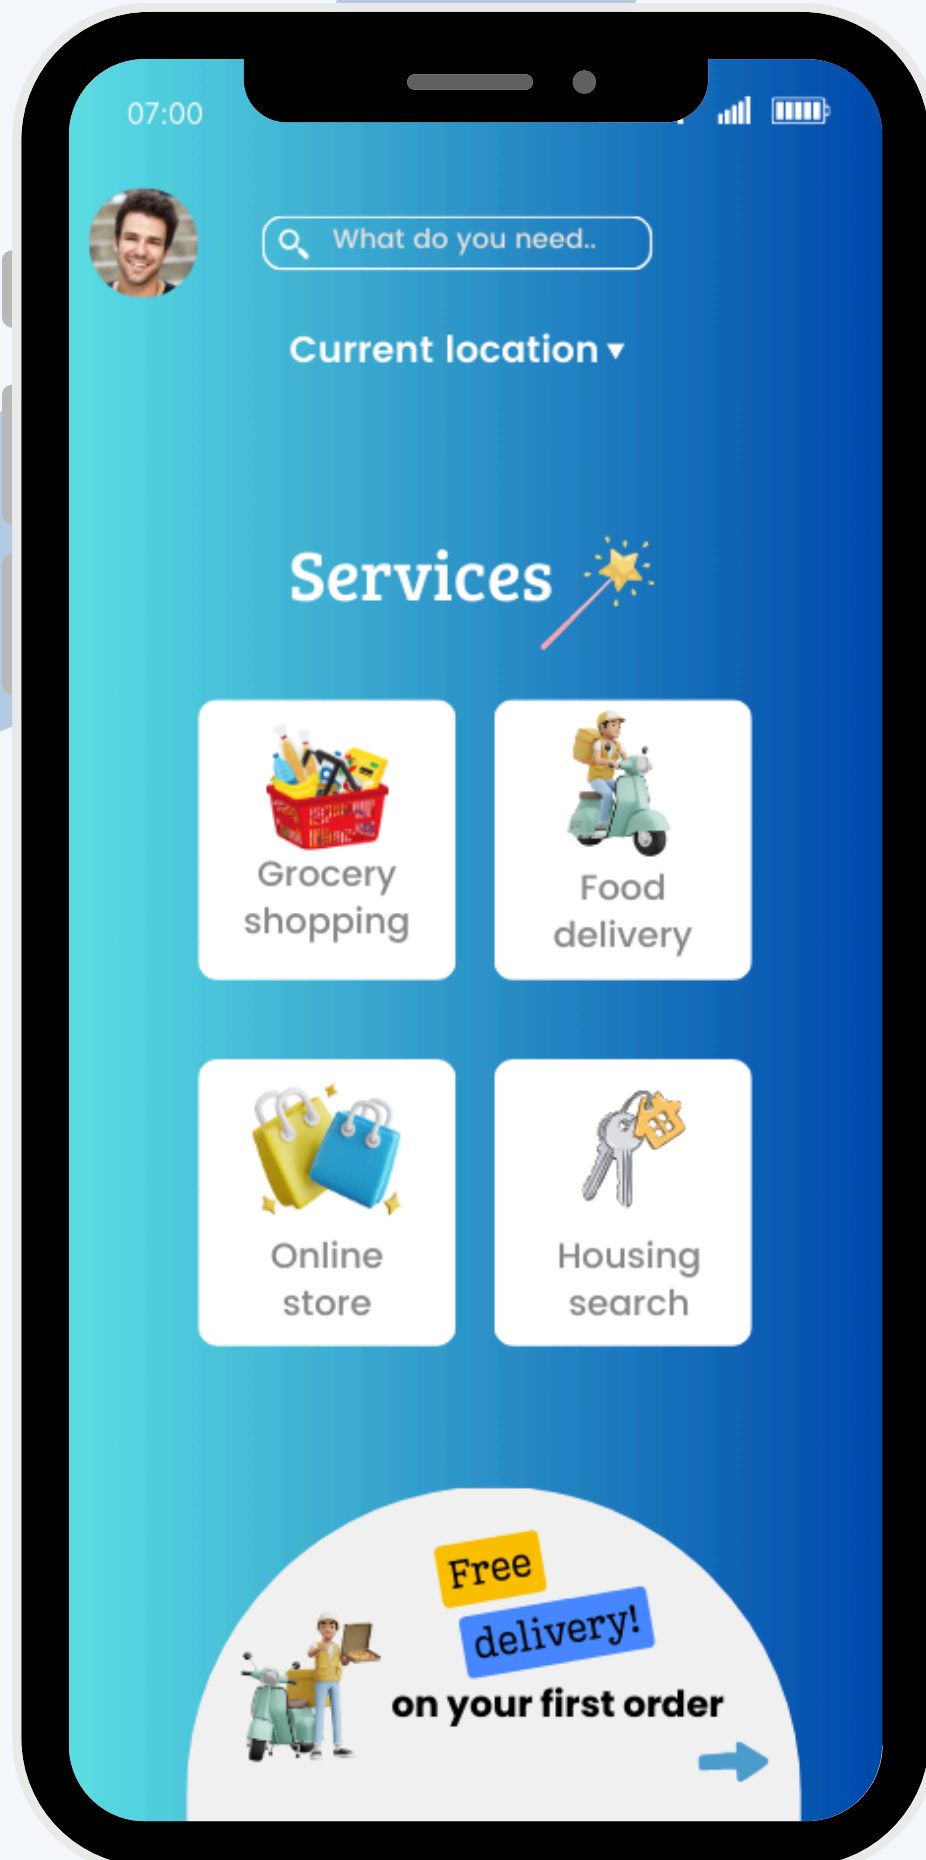 07:00
What do you need..
Current location ▾
Services
Grocery
shopping
Food
delivery
Online
store
Housing
search
Free
delivery!
on your first order